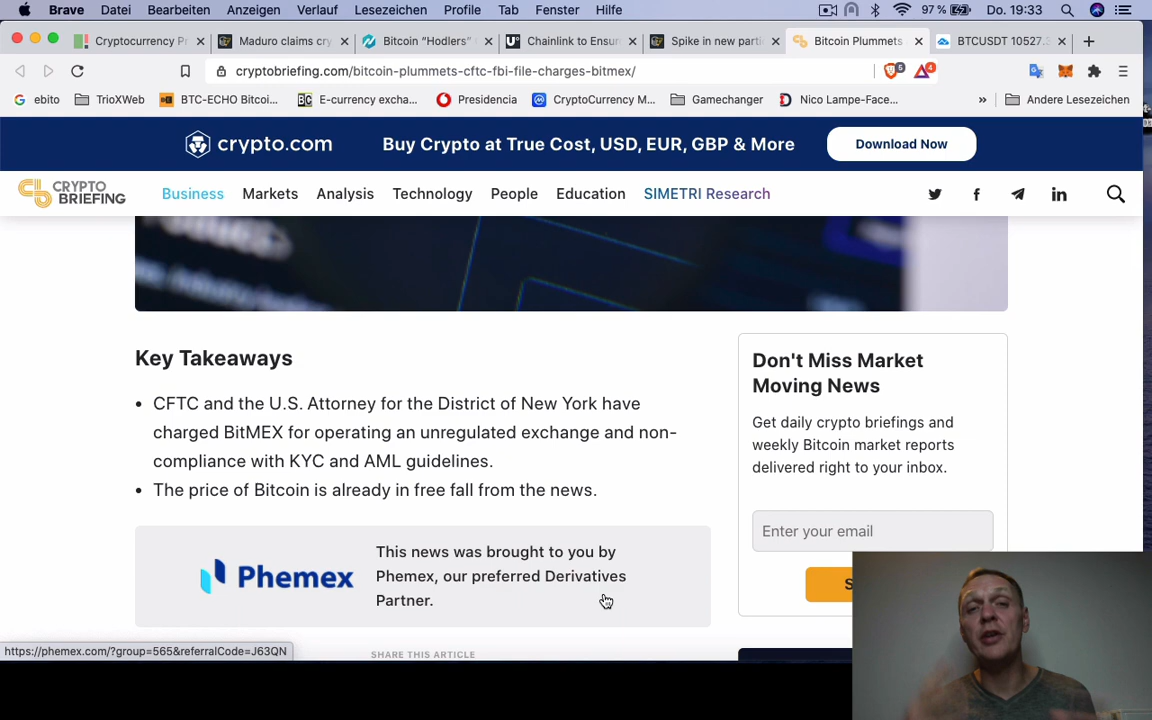 Brave Datei Bearbeiten Anzeigen Verlauf Lesezeichen Profile Tab Fenster Hilfe 97 % Do. 19:33
Cryptocurrency Pr
Maduro claims cry
Bitcoin “Hodlers”
Chainlink to Ensur
Spike in new parti
Bitcoin Plummets
BTCUSDT 10527.
cryptobriefing.com/bitcoin-plummets-cftc-fbi-file-charges-bitmex/
5 4
ebito TrioXWeb BTC-ECHO Bitcoi... E-currency excha... Presidencia CryptoCurrency M... Gamechanger Nico Lampe-Face... » Andere Lesezeichen
crypto.com
Buy Crypto at True Cost, USD, EUR, GBP & More
Download Now
CRYPTO
BRIEFING
Business Markets Analysis Technology People Education SIMETRI Research
Key Takeaways
• CFTC and the U.S. Attorney for the District of New York have
charged BitMEX for operating an unregulated exchange and non-
compliance with KYC and AML guidelines.
• The price of Bitcoin is already in free fall from the news.
Phemex
This news was brought to you by
Phemex, our preferred Derivatives
Partner.
SHARE THIS ARTICLE
Don't Miss Market
Moving News
Get daily crypto briefings and
weekly Bitcoin market reports
delivered right to your inbox.
Enter your email
https://phemex.com/?group=565&referralCode=J63QN